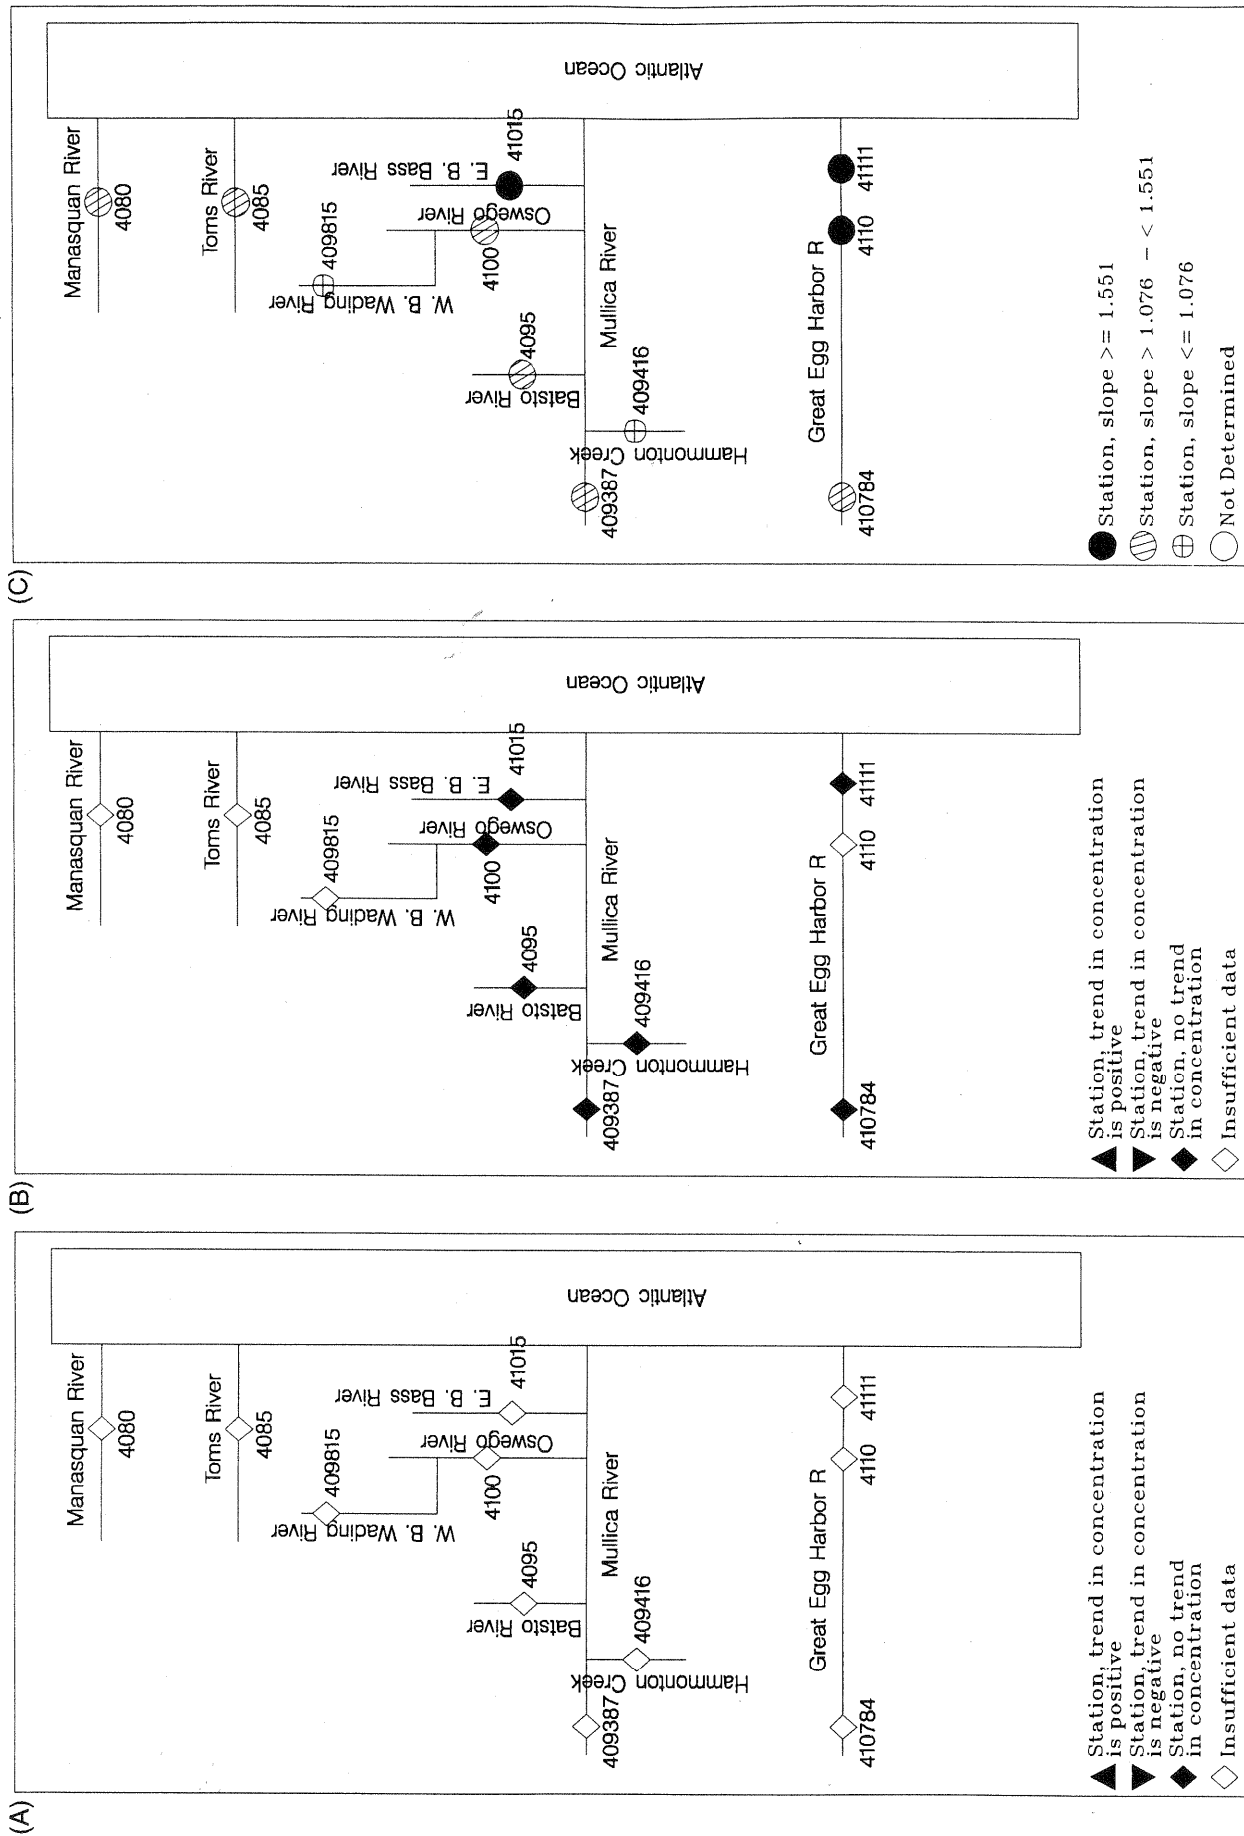 (A)
Manasquan River
4080
Toms River
4085
409815
W. B. Wading River
E. B. Bass River
41015
Oswego River
4100
4095
Batsto River
Mullica River
409416
Hammonton Creek
409387
Great Egg Harbor R
410784
4110
41111
Atlantic Ocean
Station, trend in concentration
is positive
Station, trend in concentration
is negative
Station, no trend
in concentration
Insufficient data
(B)
Manasquan River
4080
Toms River
4085
409815
W. B. Wading River
E. B. Bass River
41015
Oswego River
4100
4095
Batsto River
Mullica River
409416
Hammonton Creek
409387
Great Egg Harbor R
410784
4110
41111
Atlantic Ocean
Station, trend in concentration
is positive
Station, trend in concentration
is negative
Station, no trend
in concentration
Insufficient data
(C)
Manasquan River
4080
Toms River
4085
409815
W. B. Wading River
E. B. Bass River
41015
Oswego River
4100
4095
Batsto River
Mullica River
409416
Hammonton Creek
409387
Great Egg Harbor R
410784
4110
41111
Atlantic Ocean
Station, slope >= 1.551
Station, slope > 1.076 - < 1.551
Station, slope <= 1.076
Not Determined